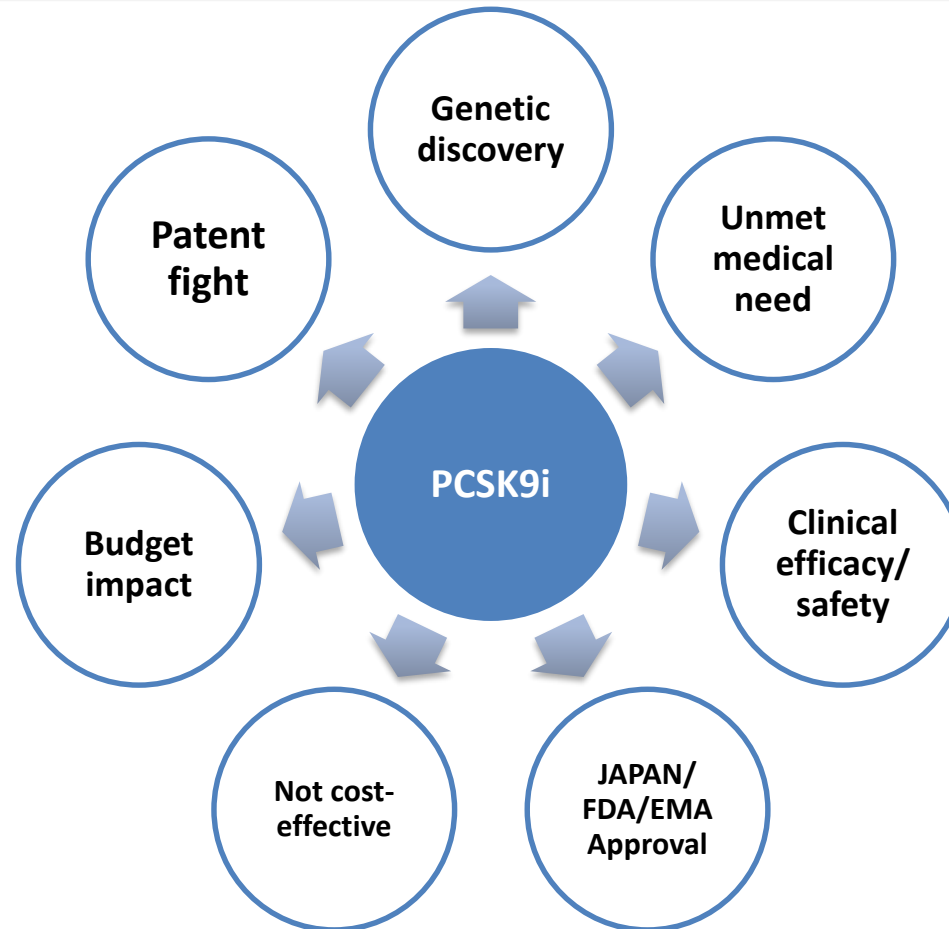 Genetic
discovery
Unmet
medical
need
Clinical
efficacy/
safety
JAPAN/
FDA/EMA
Approval
Not cost-
effective
Budget
impact
Patent
fight
PCSK9i